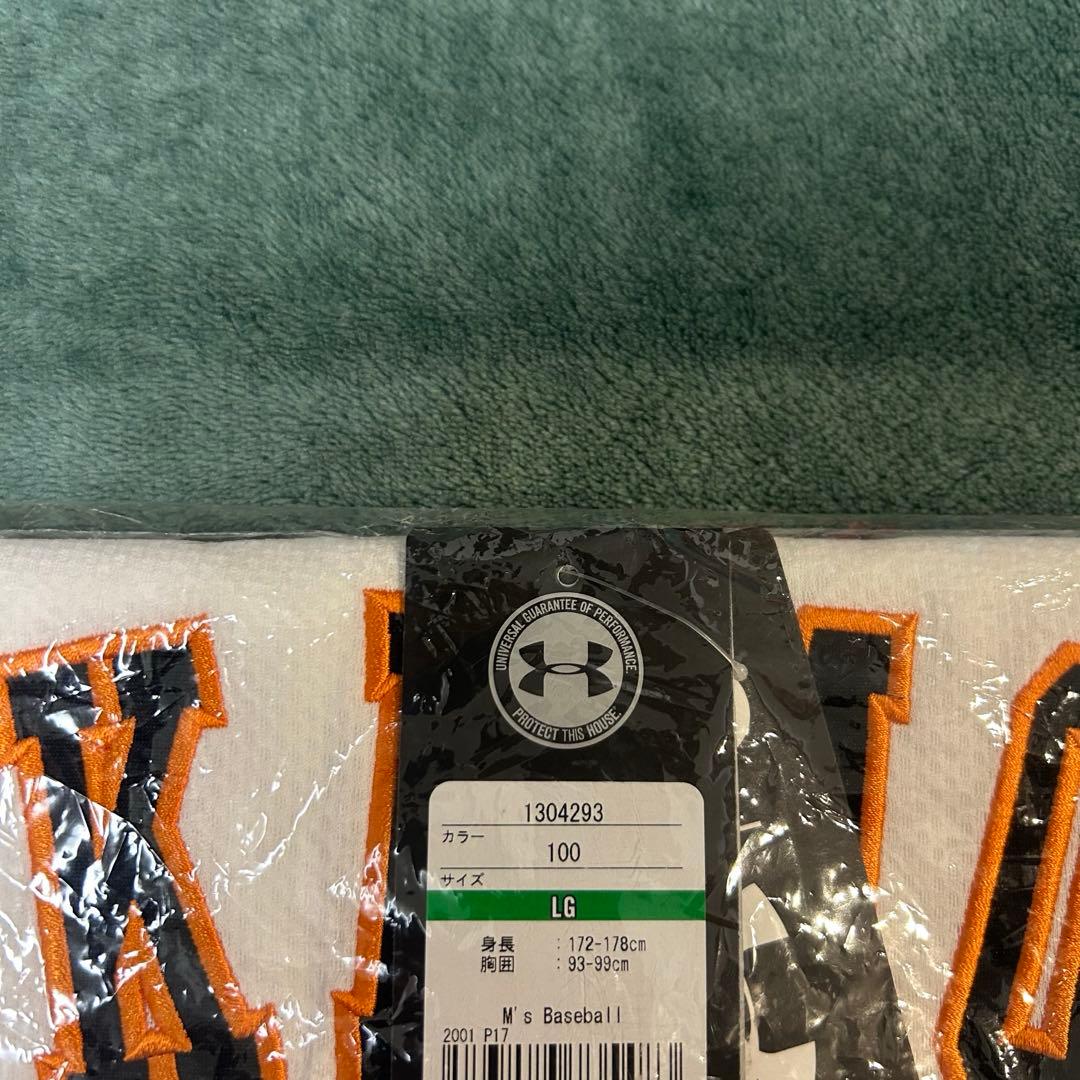 UNIVERSAL GUARANTEE OF PERFORMANCE
PROTECT THIS HOUSE
1304293
カラー
100
サイズ
LG
身長 : 172-178cm
胸囲 : 93-99cm
M's Baseball
2001 P17